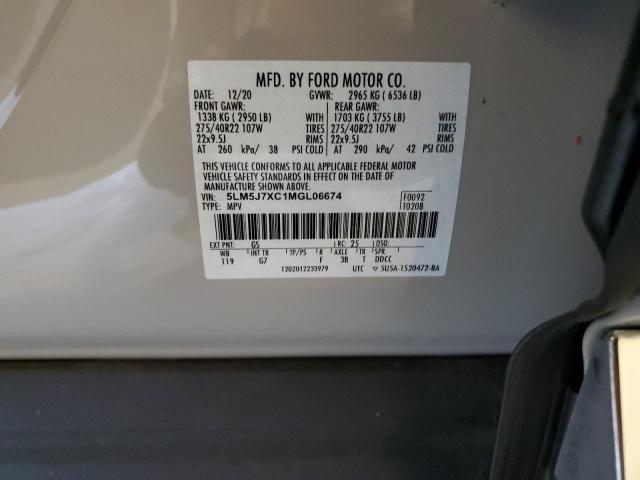 MFD. BY FORD MOTOR CO.
DATE: 12/20 GVWR: 2965 KG ( 6536 LB)
FRONT GAWR: REAR GAWR:
1338 KG ( 2950 LB) WITH 1703 KG ( 3755 LB) WITH
275/40R22 107W TIRES 275/40R22 107W TIRES
22x9.5J RIMS 22x9.5J RIMS
AT 260 kPa/ 38 PSI COLD AT 290 kPa/ 42 PSI COLD
THIS VEHICLE CONFORMS TO ALL APPLICABLE FEDERAL MOTOR
VEHICLE SAFETY STANDARDS IN EFFECT ON THE DATE OF
MANUFACTURE SHOWN ABOVE.
VIN: 5LM5J7XC1MGL06674 F0092
TYPE: MPV T0208
EXT PNT: GS RC: 25 DSO:
WB INT TR TP/PS R AXLE TR SPR
119 G7 F 3B T DDCC
1202012233979 UTC 5USA-1520472-BA